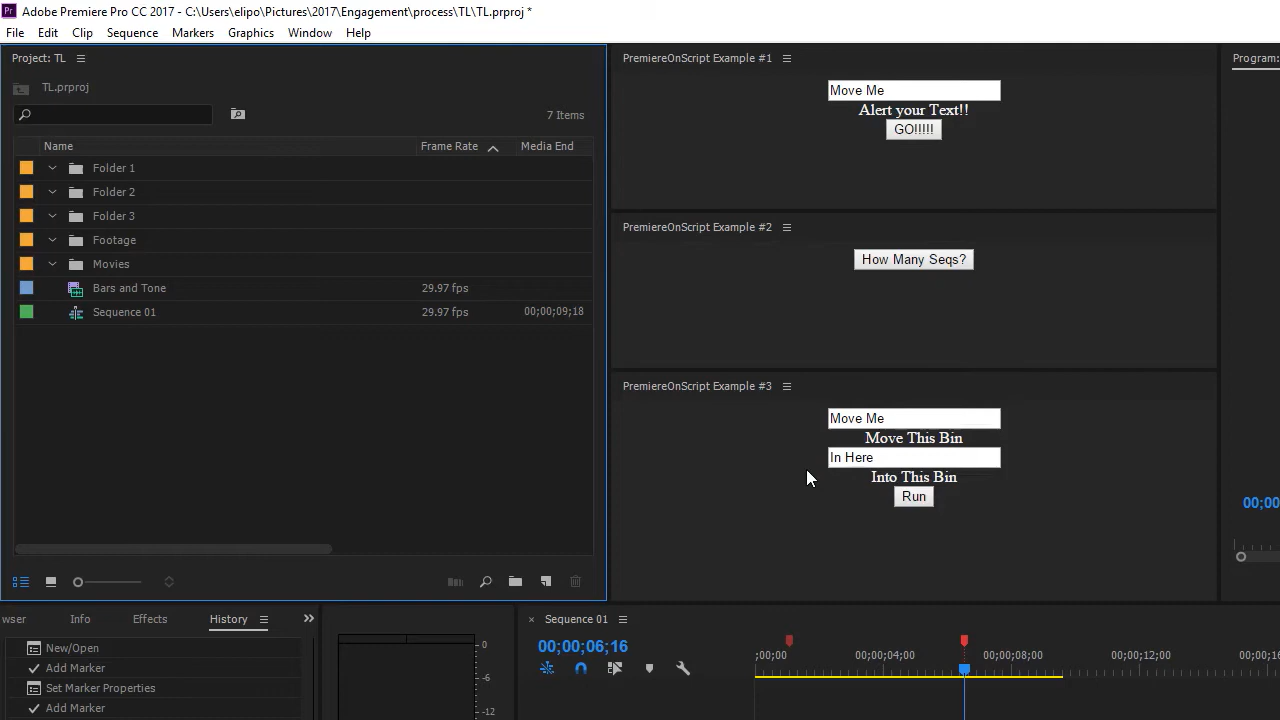 Adobe Premiere Pro CC 2017 - C:\Users\elipo\Pictures\2017\Engagement\process\TL\TL.prproj *
File Edit Clip Sequence Markers Graphics Window Help
Project: TL
TL.prproj
7 Items
Name Frame Rate Media End
Folder 1
Folder 2
Folder 3
Footage
Movies
Bars and Tone 29.97 fps
Sequence 01 29.97 fps 00;00;09;18
PremiereOnScript Example #1
Move Me
Alert your Text!!
GO!!!!!
PremiereOnScript Example #2
How Many Seqs?
PremiereOnScript Example #3
Move Me
Move This Bin
In Here
Into This Bin
Run
Program:
00;00
wser Info Effects History
New/Open
Add Marker
Set Marker Properties
Add Marker
0
-6
-12
× Sequence 01
00;00;06;16
;00;00 00;00;04;00 00;00;08;00 00;00;12;00 00;00;16